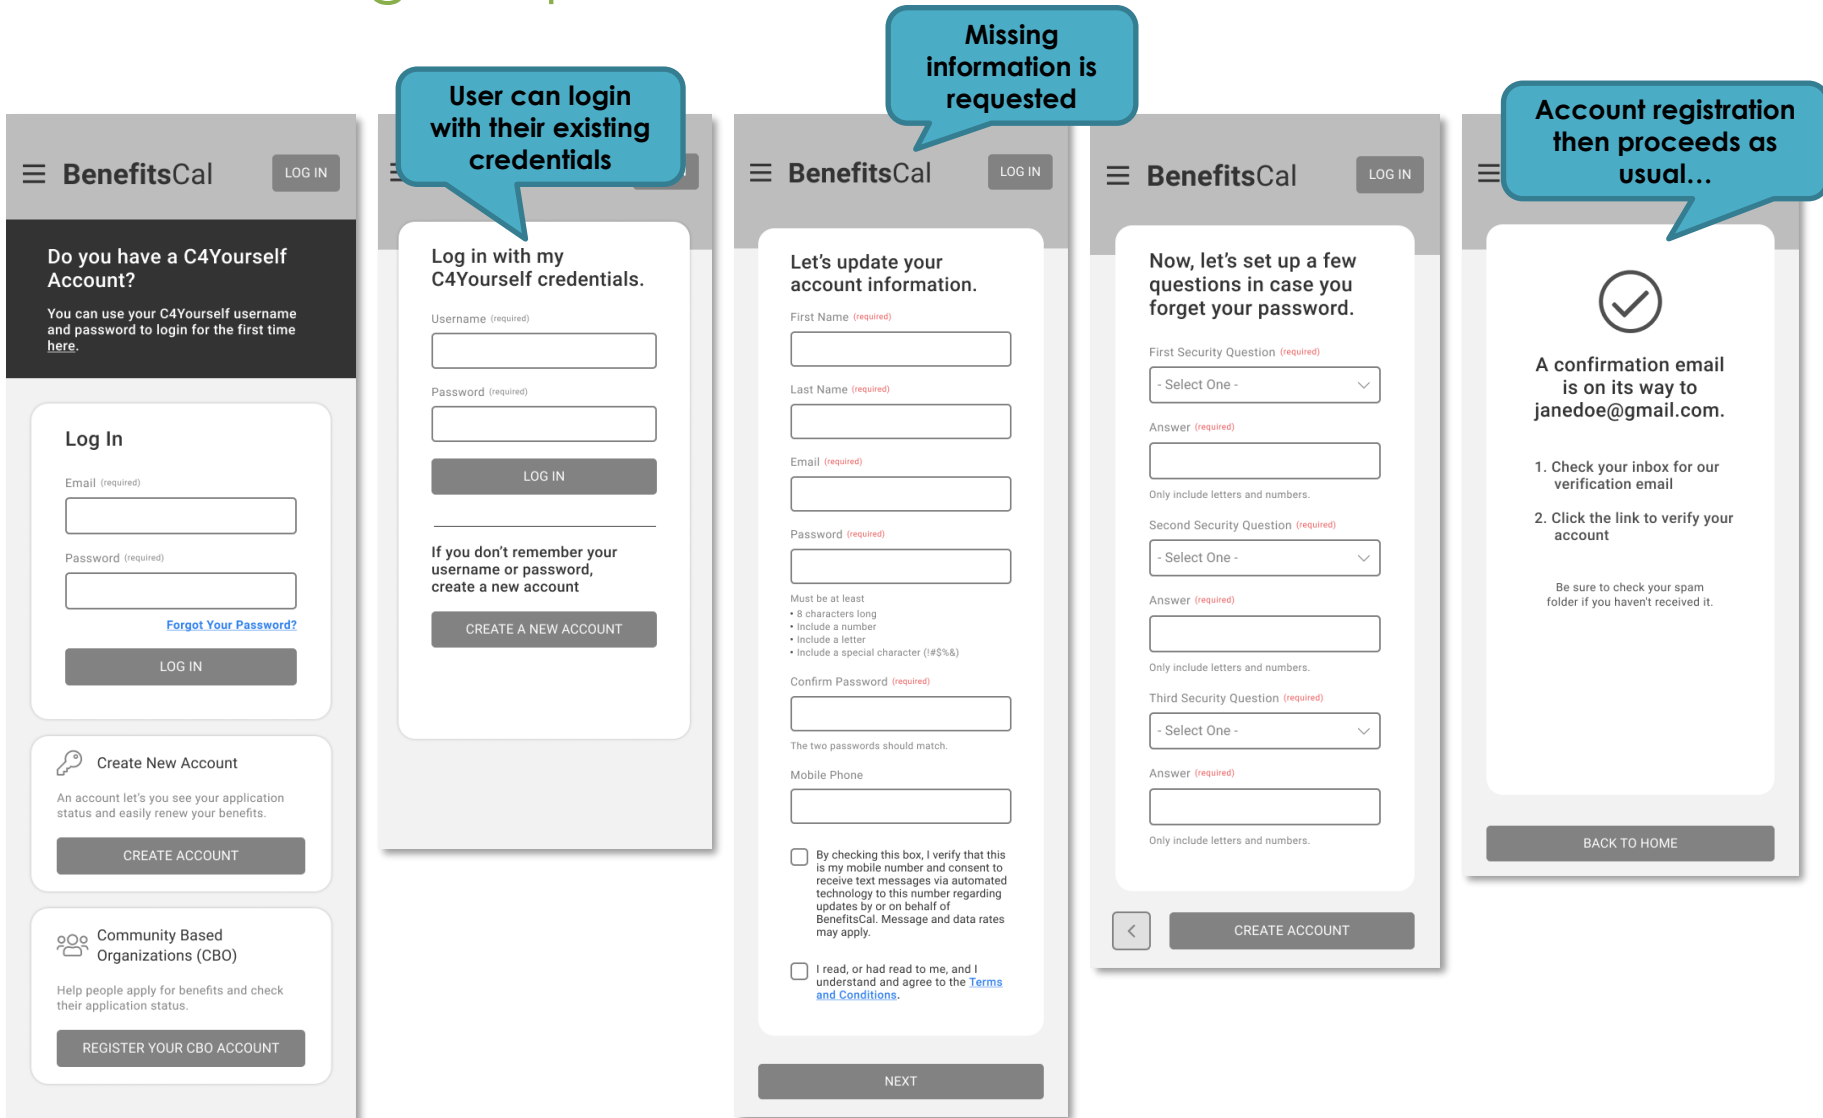 Missing
information is
requested
User can login
with their existing
credentials
Account registration
then proceeds as
usual...
BenefitsCal
LOG IN
Do you have a C4Yourself
Account?
You can use your C4Yourself username
and password to login for the first time
here.
Log In
Email (required)
Password (required)
Forgot Your Password?
LOG IN
Create New Account
An account let's you see your application
status and easily renew your benefits.
CREATE ACCOUNT
Community Based
Organizations (CBO)
Help people apply for benefits and check
their application status.
REGISTER YOUR CBO ACCOUNT
Log in with my
C4Yourself credentials.
Username (required)
Password (required)
LOG IN
If you don't remember your
username or password,
create a new account
CREATE A NEW ACCOUNT
BenefitsCal
LOG IN
Let's update your
account information.
First Name (required)
Last Name (required)
Email (required)
Password (required)
Must be at least
• 8 characters long
• Include a number
• Include a letter
• Include a special character (!#$%&)
Confirm Password (required)
The two passwords should match.
Mobile Phone
By checking this box, I verify that this
is my mobile number and consent to
receive text messages via automated
technology to this number regarding
updates by or on behalf of
BenefitsCal. Message and data rates
may apply.
I read, or had read to me, and I
understand and agree to the Terms
and Conditions.
NEXT
BenefitsCal
LOG IN
Now, let's set up a few
questions in case you
forget your password.
First Security Question (required)
- Select One -
Answer (required)
Only include letters and numbers.
Second Security Question (required)
- Select One -
Answer (required)
Only include letters and numbers.
Third Security Question (required)
- Select One -
Answer (required)
Only include letters and numbers.
CREATE ACCOUNT
A confirmation email
is on its way to
janedoe@gmail.com.
1. Check your inbox for our
verification email
2. Click the link to verify your
account
Be sure to check your spam
folder if you haven't received it.
BACK TO HOME